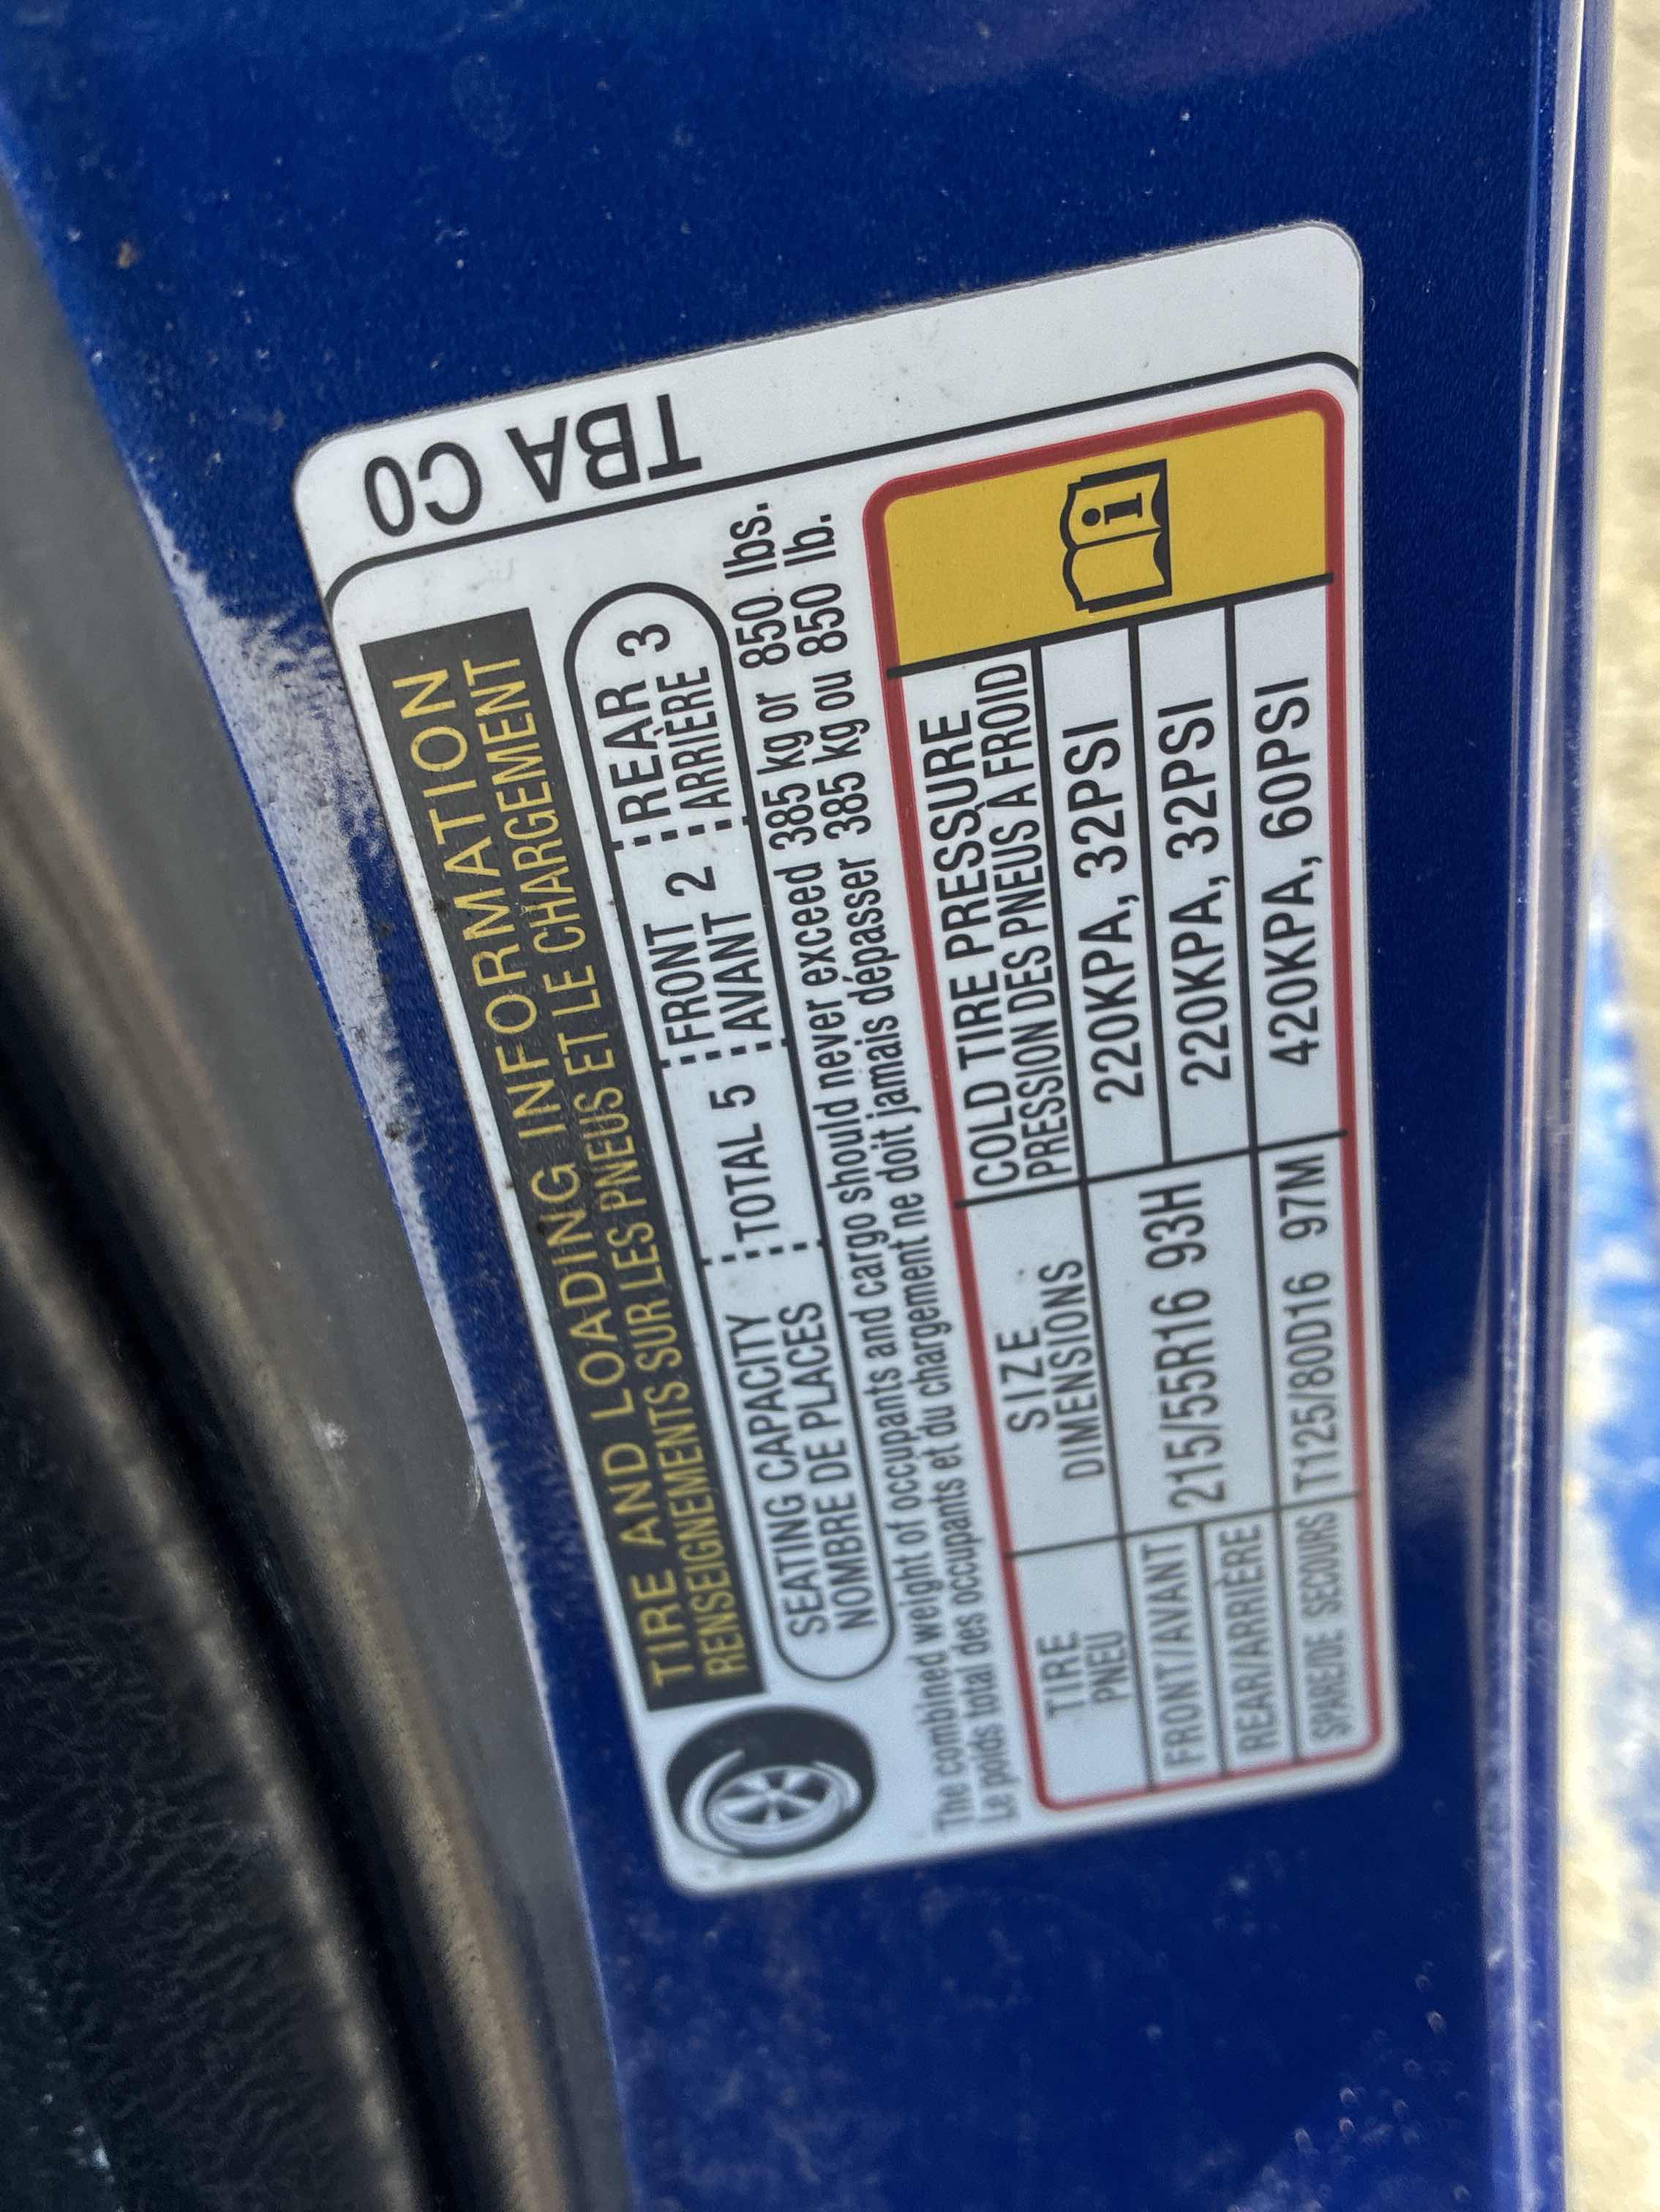 TBA C0
TIRE AND LOADING INFORMATION
RENSEIGNEMENTS SUR LES PNEUS ET LE CHARGEMENT
SEATING CAPACITY TOTAL 5 FRONT 2 REAR 3
NOMBRE DE PLACES AVANT ARRIÈRE
The combined weight of occupants and cargo should never exceed 385 kg or 850 lbs.
Le poids total des occupants et du chargement ne doit jamais dépasser 385 kg ou 850 lb.
TIRE SIZE COLD TIRE PRESSURE
PNEU DIMENSIONS PRESSION DES PNEUS À FROID
i
FRONT/AVANT 215/55R16 93H 220KPA, 32PSI
REAR/ARRIÈRE 220KPA, 32PSI
SPARE/DE SECOURS T125/80D16 97M 420KPA, 60PSI